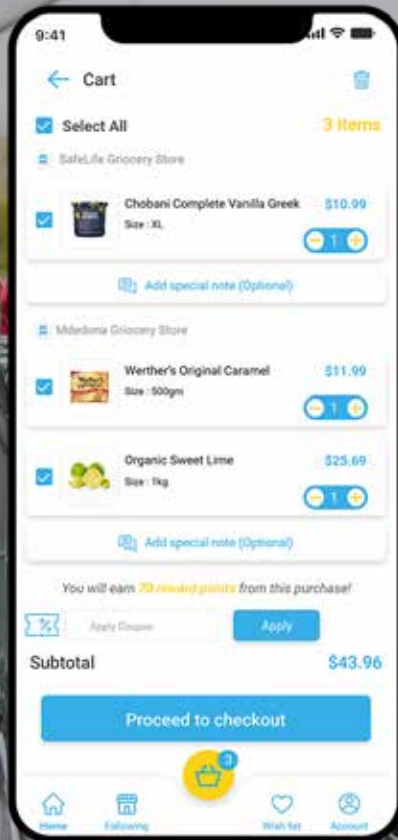 9:41
Cart
Select All
3 Items
SafeLife Griocery Store
Chobani Complete Vanilla Greek
$10.99
Size : XL
1
Add special note (Optional)
Mdedona Griocery Store
Werther's Original Caramel
$11.99
Size : 500gm
1
Organic Sweet Lime
$25.69
Size : 1kg
1
Add special note (Optional)
You will earn 70 reward points from this purchase!
Apply Coupon
Apply
Subtotal
$43.96
Proceed to checkout
3
Home
Following
Wish list
Account